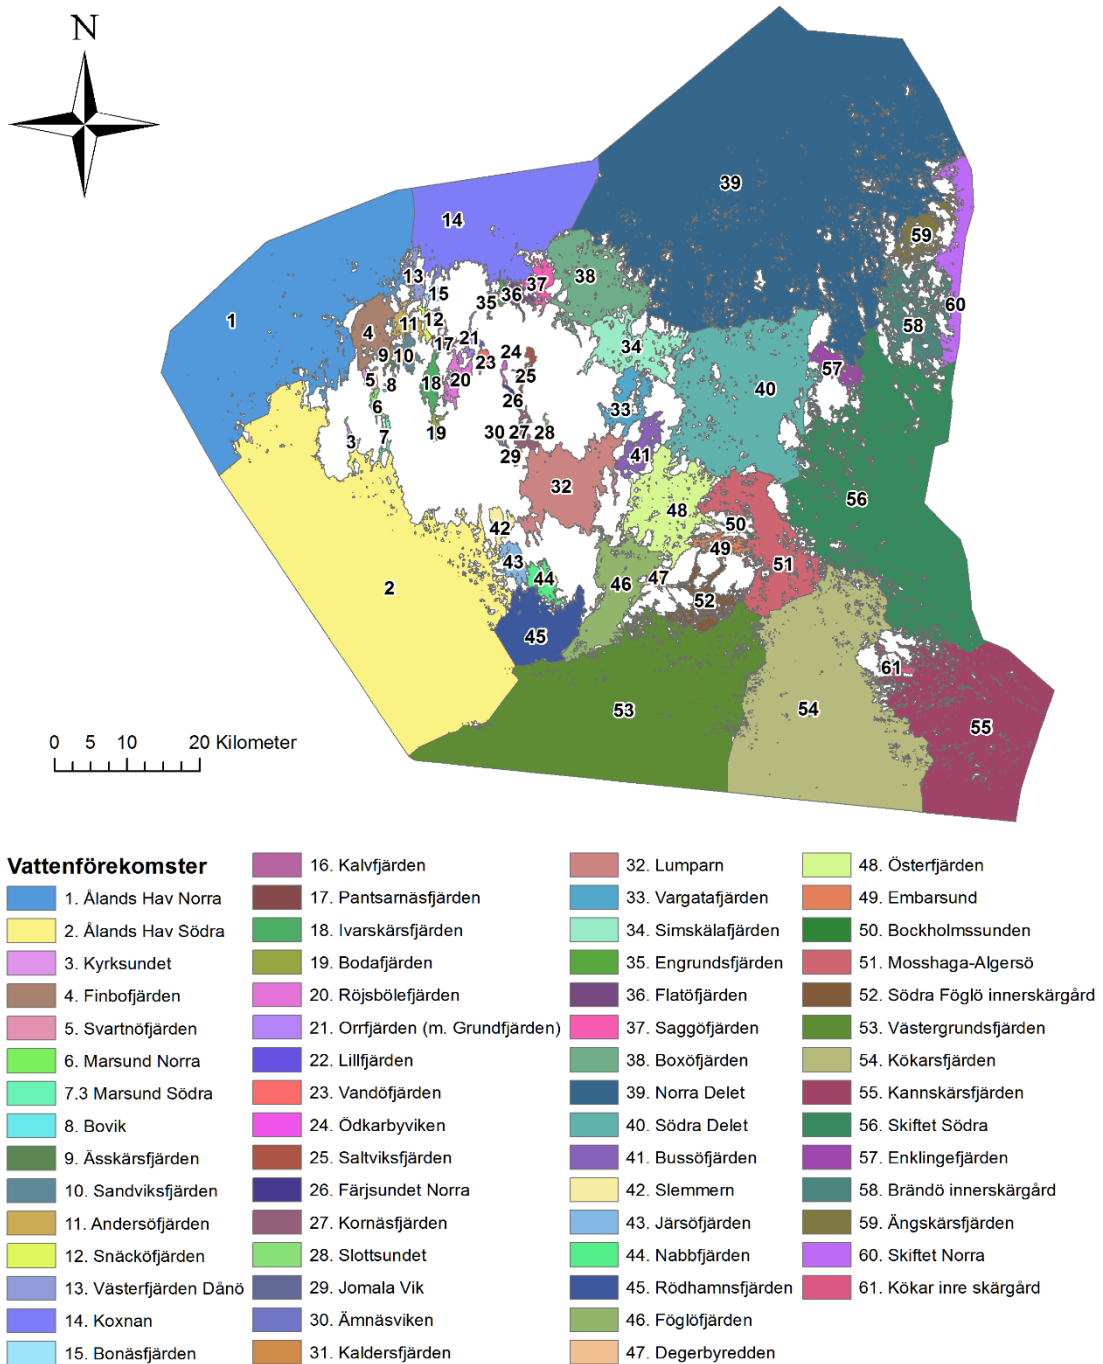 N
39
14
59
13
37
38
36
60
15
35
1
58
12
11
4
34
17
21
24
9
10
57
23
25
5
8
18
20
40
26
6
33
19
30
27
28
3
7
29
41
32
56
48
42
50
49
43
51
44
47
46
2
52
45
61
54
53
55
0 5 10 20 Kilometer
Vattenförekomster
1. Ålands Hav Norra
2. Ålands Hav Södra
3. Kyrksundet
4. Finbofjärden
5. Svartnöfjärden
6. Marsund Norra
7.3 Marsund Södra
8. Bovik
9. Ässkärsfjärden
10. Sandviksfjärden
11. Andersöfjärden
12. Snäcköfjärden
13. Västerfjärden Dånö
14. Koxnan
15. Bonäsfjärden
16. Kalvfjärden
17. Pantsarnäsfjärden
18. Ivarskärsfjärden
19. Bodafjärden
20. Röjsbölefjärden
21. Orrfjärden (m. Grundfjärden)
22. Lillfjärden
23. Vandöfjärden
24. Ödkarbyviken
25. Saltviksfjärden
26. Färjsundet Norra
27. Kornäsfjärden
28. Slottsundet
29. Jomala Vik
30. Ämnäsviken
31. Kaldersfjärden
32. Lumparn
33. Vargatafjärden
34. Simskälafjärden
35. Engrundsfjärden
36. Flatöfjärden
37. Saggöfjärden
38. Boxöfjärden
39. Norra Delet
40. Södra Delet
41. Bussöfjärden
42. Slemmern
43. Järsöfjärden
44. Nabbfjärden
45. Rödhamnsfjärden
46. Föglöfjärden
47. Degerbyredden
48. Österfjärden
49. Embarsund
50. Bockholmssunden
51. Mosshaga-Algersö
52. Södra Föglö innerskärgård
53. Västergrundsfjärden
54. Kökarsfjärden
55. Kannskärsfjärden
56. Skiftet Södra
57. Enklingefjärden
58. Brändö innerskärgård
59. Ängskärsfjärden
60. Skiftet Norra
61. Kökar inre skärgård